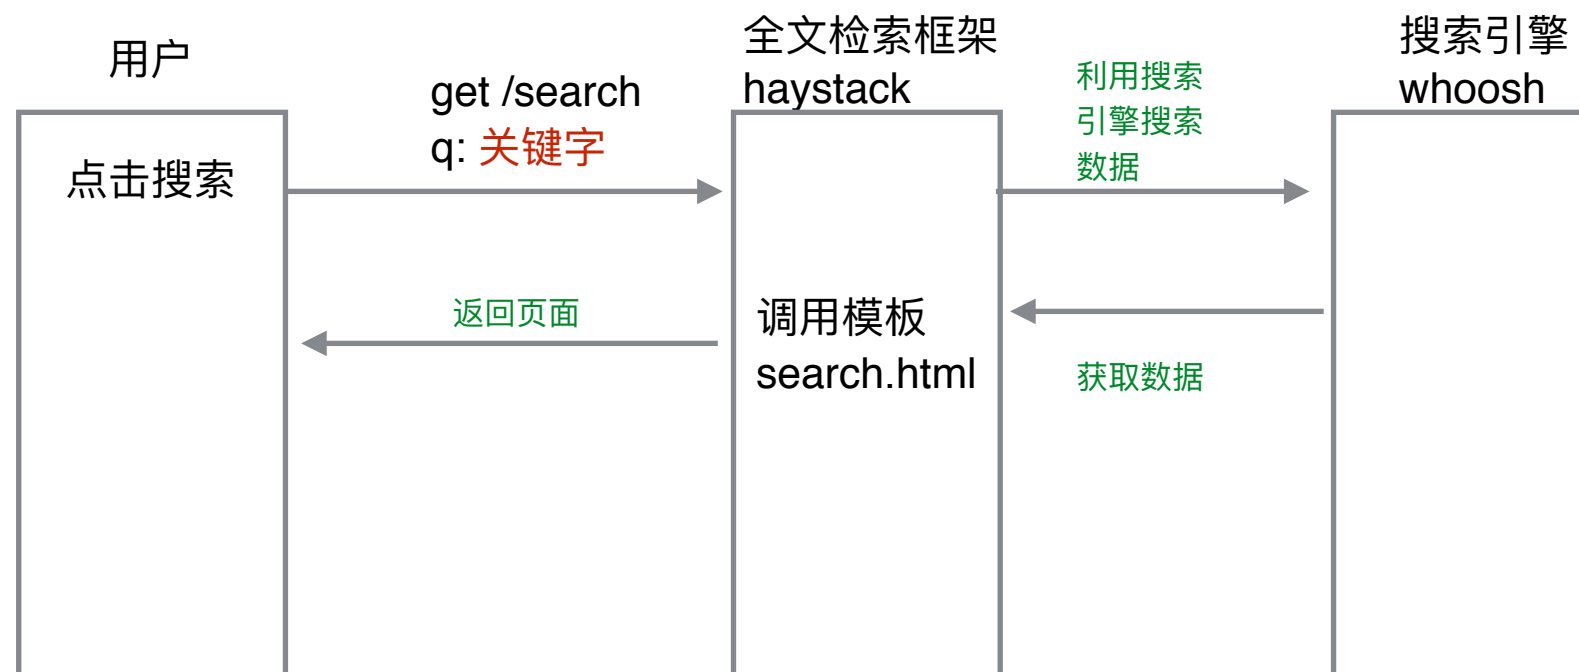 用户
点击搜索
get /search
q: 关键字
全文检索框架
haystack
利用搜索
引擎搜索
数据
搜索引擎
whoosh
返回页面
调用模板
search.html
获取数据